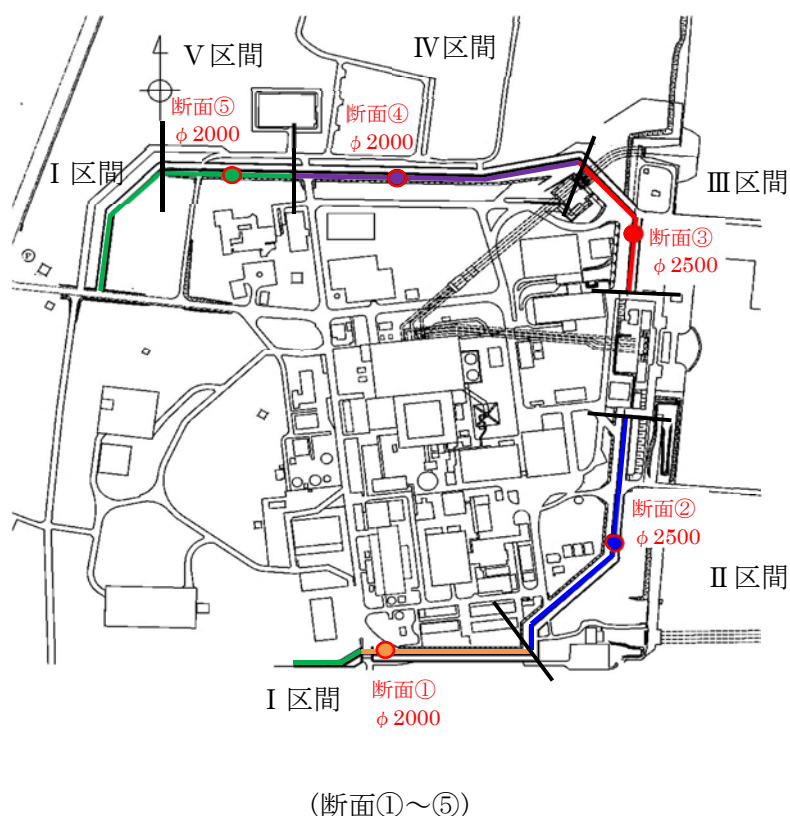 Ⅳ区間
Ⅴ区間
断面⑤
φ2000
断面④
φ2000
Ⅰ区間
Ⅲ区間
断面③
φ2500
断面②
φ2500
Ⅱ区間
Ⅰ区間
断面①
φ2000
(断面①~⑤)